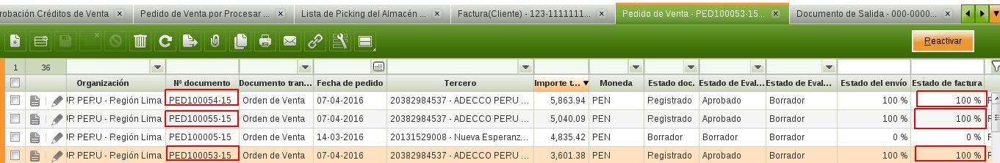 robación Créditos de Venta Pedido de Venta por Procesar ... Lista de Picking del Almacén ... Factura(Cliente) - 123-1111111... Pedido de Venta - PED100053-15... Documento de Salida - 000-0000...
Reactivar
1 36
Organización Nº documento Documento tran... Fecha de pedido Tercero Importe t... Moneda Estado doc. Estado de Eval... Estado de Eval... Estado del envío Estado de factura
JR PERU - Región Lima PED100054-15 Orden de Venta 07-04-2016 20382984537 - ADECCO PERU ... 5,863.94 PEN Registrado Aprobado Borrador 100 % 100 %
JR PERU - Región Lima PED100055-15 Orden de Venta 07-04-2016 20382984537 - ADECCO PERU ... 5,040.09 PEN Registrado Aprobado Borrador 100 % 100 %
JR PERU - Región Lima PED100005-15 Orden de Venta 14-03-2016 20131529008 - Nueva Esperanz... 4,835.42 PEN Borrador Borrador Borrador 0 % 0 %
JR PERU - Región Lima PED100053-15 Orden de Venta 07-04-2016 20382984537 - ADECCO PERU ... 3,601.38 PEN Registrado Aprobado Borrador 100 % 100 %